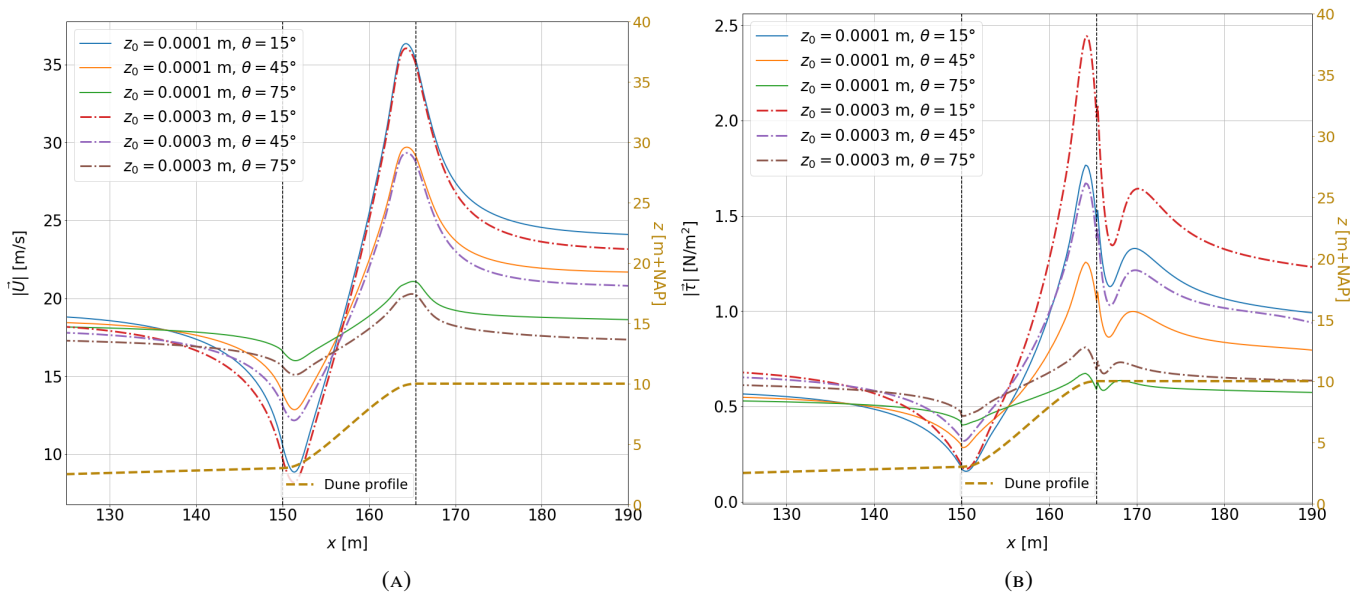 z₀ = 0.0001 m, θ = 15°
z₀ = 0.0001 m, θ = 45°
z₀ = 0.0001 m, θ = 75°
z₀ = 0.0003 m, θ = 15°
z₀ = 0.0003 m, θ = 45°
z₀ = 0.0003 m, θ = 75°
|U⃗| [m/s]
35
30
25
20
15
10
40
35
30
25
20
15
10
5
0
z [m+NAP]
Dune profile
130 140 150 160 170 180 190
x [m]
(A)
z₀ = 0.0001 m, θ = 15°
z₀ = 0.0001 m, θ = 45°
z₀ = 0.0001 m, θ = 75°
z₀ = 0.0003 m, θ = 15°
z₀ = 0.0003 m, θ = 45°
z₀ = 0.0003 m, θ = 75°
|τ⃗| [N/m²]
2.5
2.0
1.5
1.0
0.5
0.0
40
35
30
25
20
15
10
5
0
z [m+NAP]
Dune profile
130 140 150 160 170 180 190
x [m]
(B)